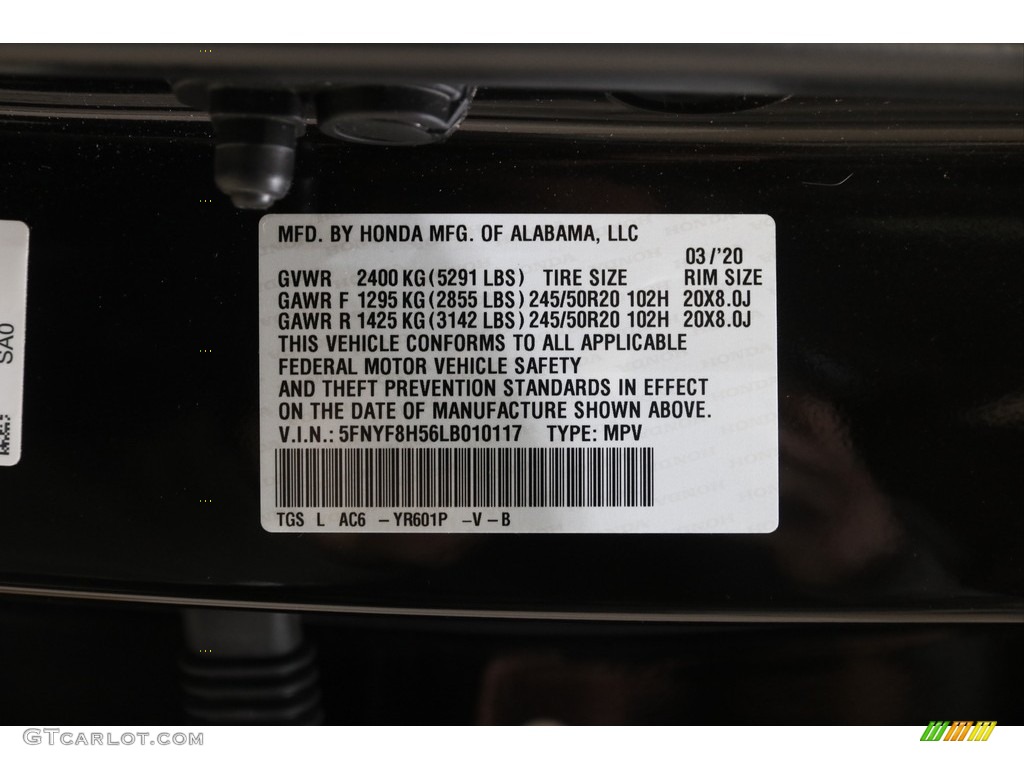 MFD. BY HONDA MFG. OF ALABAMA, LLC
03/'20
GVWR 2400 KG (5291 LBS) TIRE SIZE RIM SIZE
GAWR F 1295 KG (2855 LBS) 245/50R20 102H 20X8.0J
GAWR R 1425 KG (3142 LBS) 245/50R20 102H 20X8.0J
THIS VEHICLE CONFORMS TO ALL APPLICABLE
FEDERAL MOTOR VEHICLE SAFETY
AND THEFT PREVENTION STANDARDS IN EFFECT
ON THE DATE OF MANUFACTURE SHOWN ABOVE.
V.I.N.: 5FNYF8H56LB010117 TYPE: MPV
TGS L AC6 – YR601P – V – B
SA0
GTCarlot.com